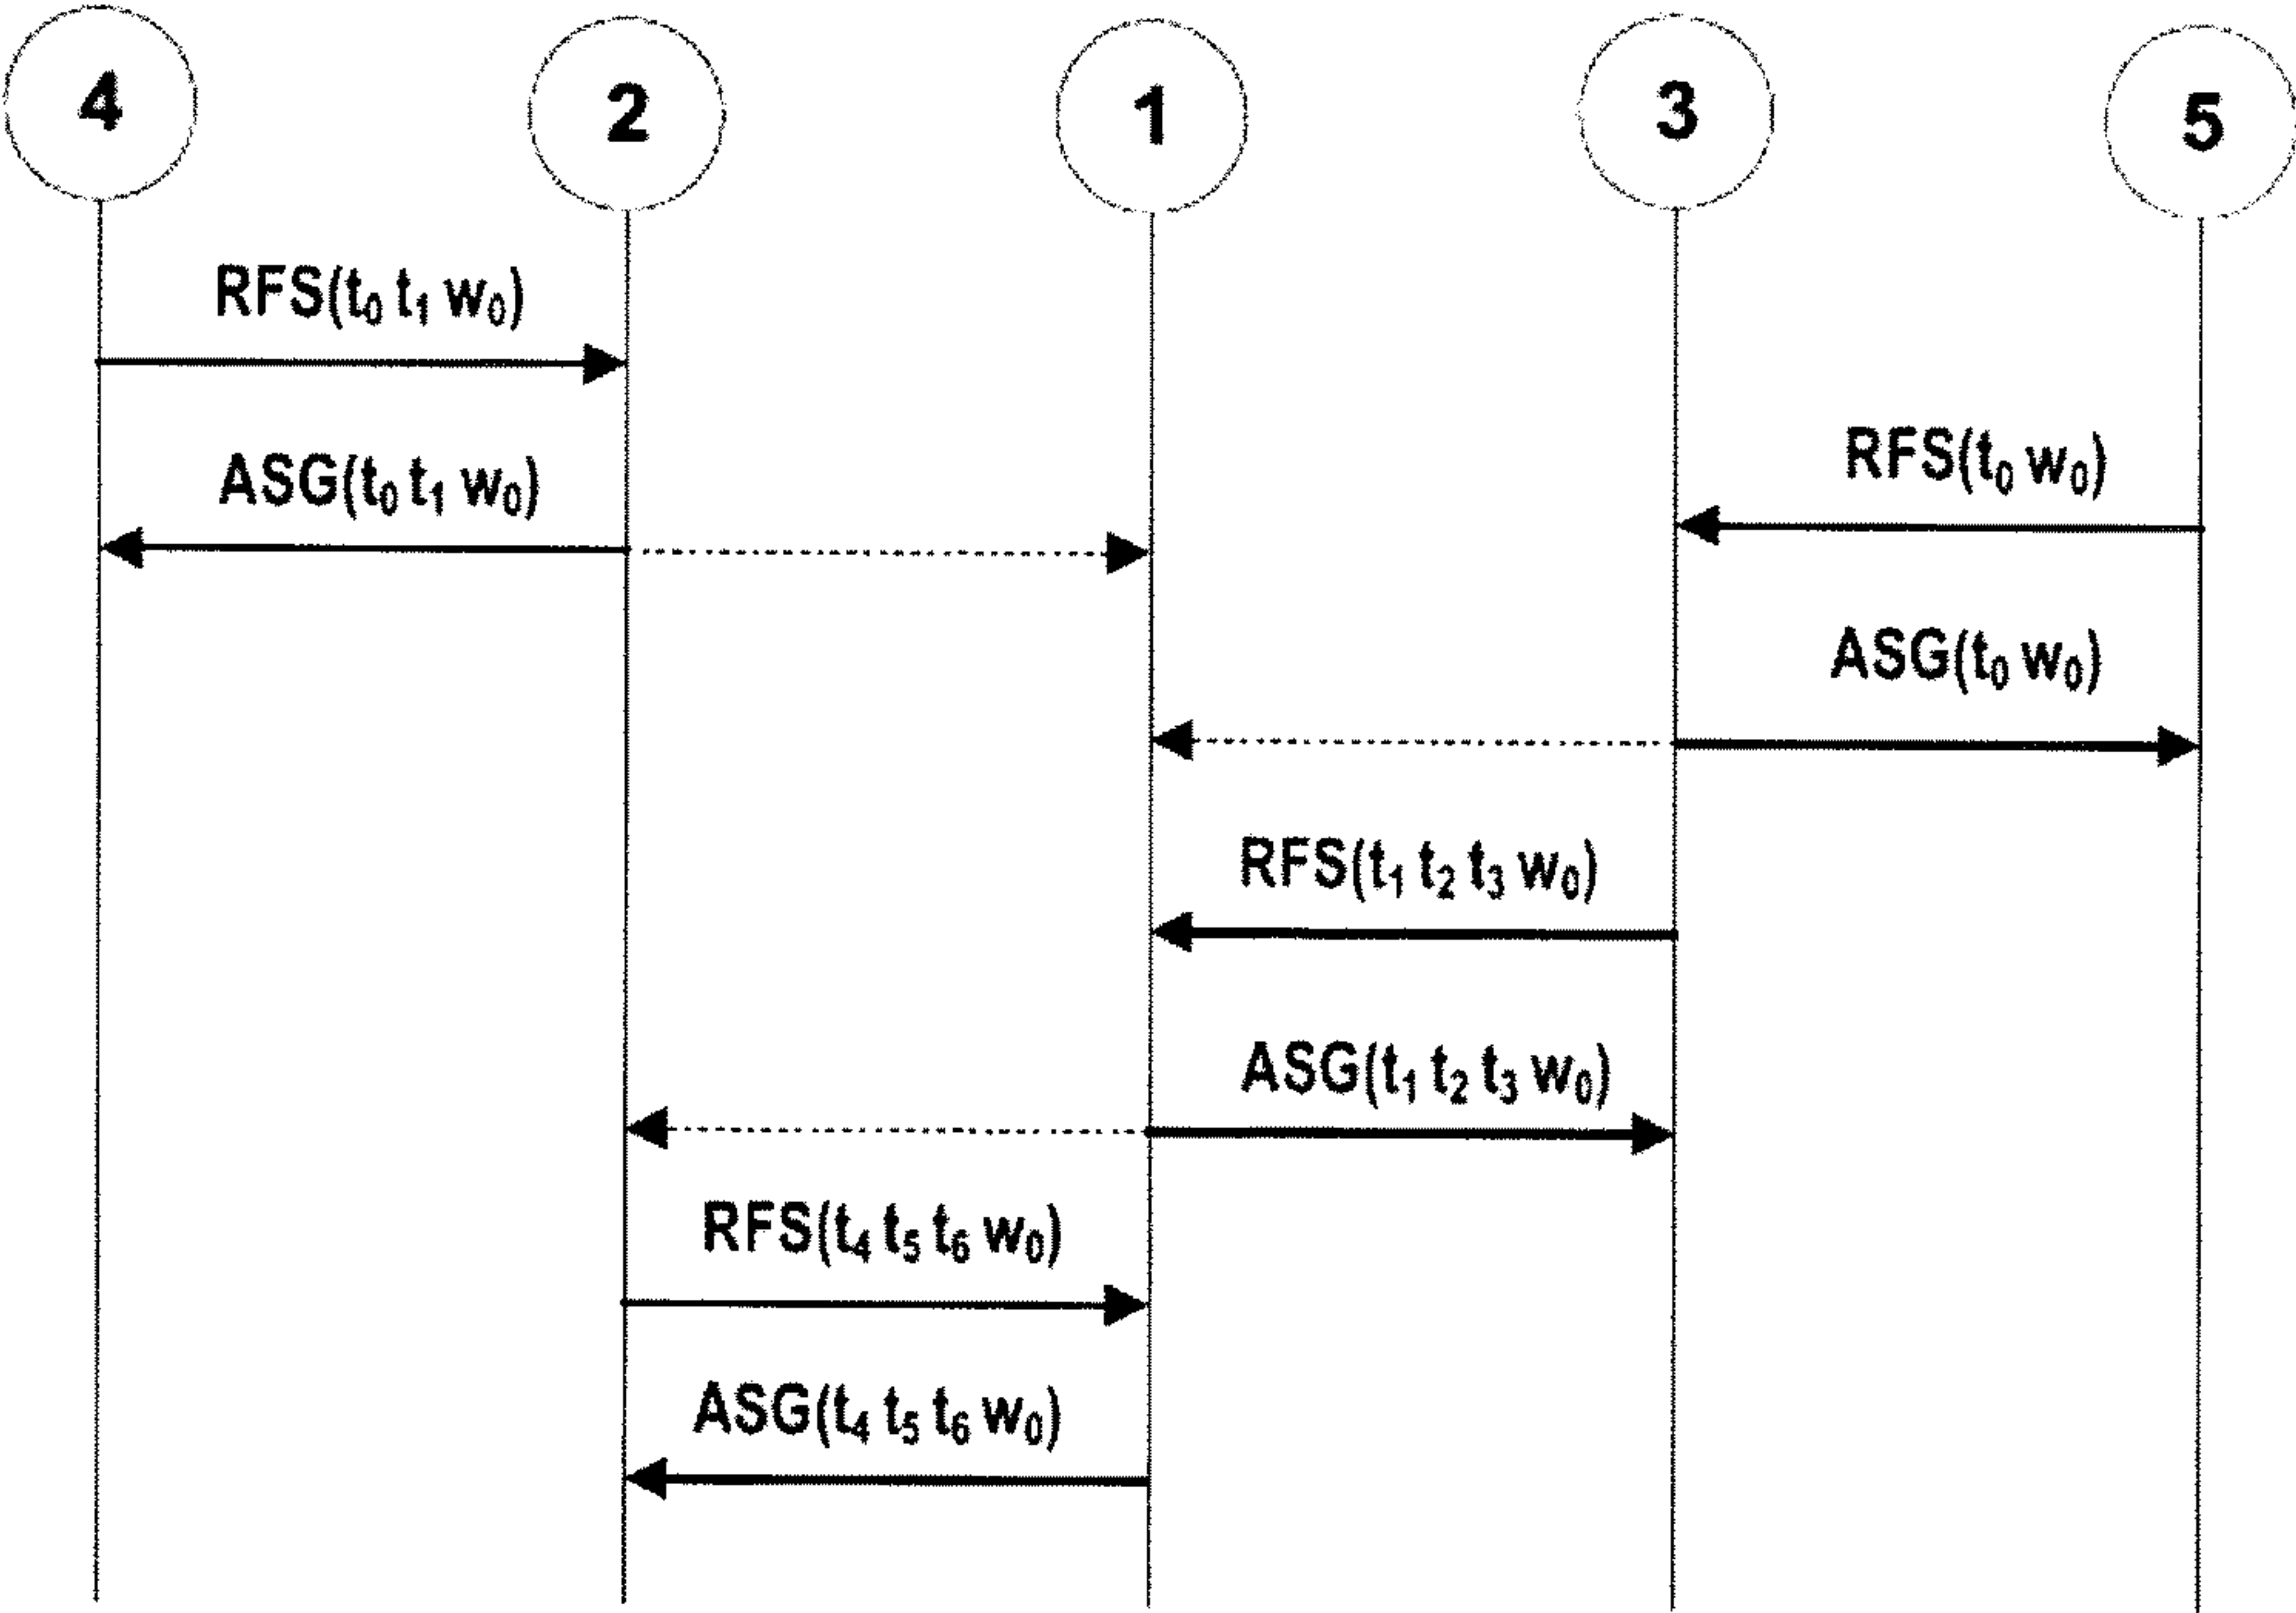 4 2 1 3 5
RFS(t₀ t₁ w₀)
RFS(t₀ w₀)
ASG(t₀ t₁ w₀)
ASG(t₀ w₀)
RFS(t₁ t₂ t₃ w₀)
ASG(t₁ t₂ t₃ w₀)
RFS(t₄ t₅ t₆ w₀)
ASG(t₄ t₅ t₆ w₀)